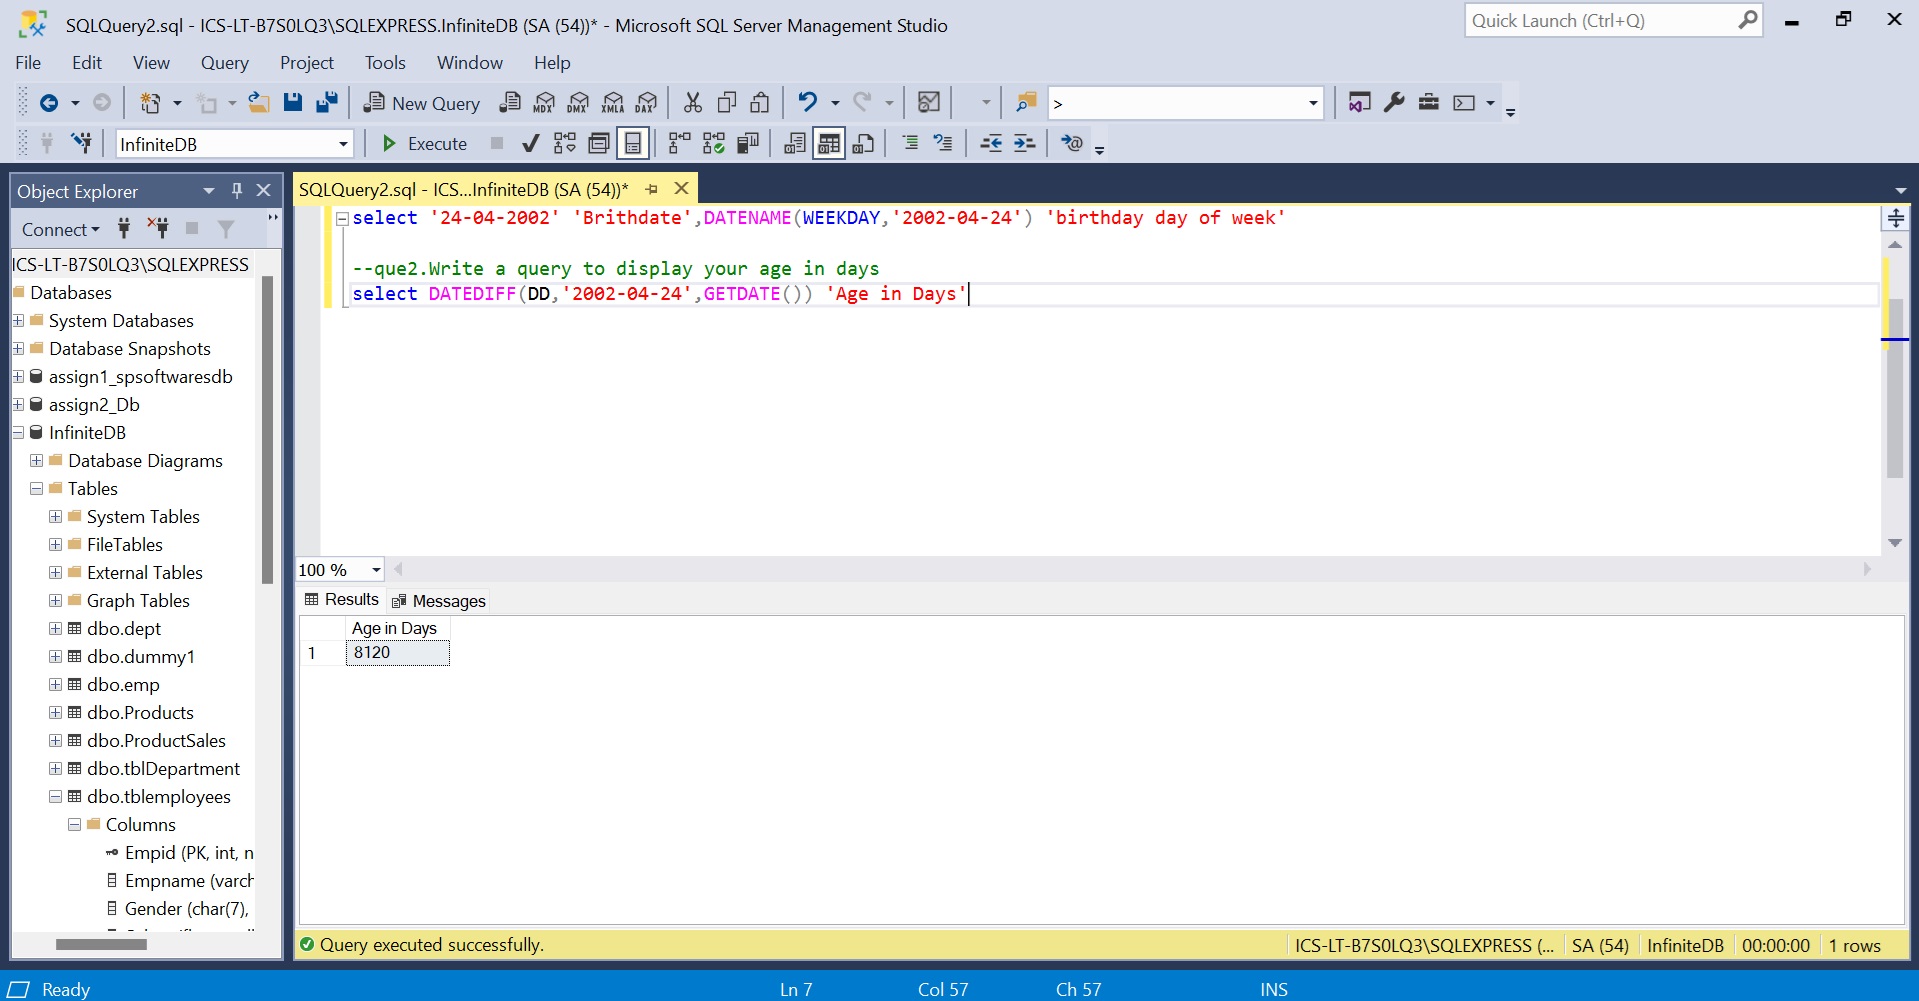 SQLQuery2.sql - ICS-LT-B7S0LQ3\SQLEXPRESS.InfiniteDB (SA (54))* - Microsoft SQL Server Management Studio
Quick Launch (Ctrl+Q)
File Edit View Query Project Tools Window Help
New Query MDX DMX XMLA DAX >
InfiniteDB Execute
Object Explorer
SQLQuery2.sql - ICS...InfiniteDB (SA (54))*
Connect
ICS-LT-B7S0LQ3\SQLEXPRESS
Databases
System Databases
Database Snapshots
assign1_spsoftwaresdb
assign2_Db
InfiniteDB
Database Diagrams
Tables
System Tables
FileTables
External Tables
Graph Tables
dbo.dept
dbo.dummy1
dbo.emp
dbo.Products
dbo.ProductSales
dbo.tblDepartment
dbo.tblemployees
Columns
Empid (PK, int, n
Empname (varch
Gender (char(7),
select '24-04-2002' 'Brithdate',DATENAME(WEEKDAY,'2002-04-24') 'birthday day of week'
--que2.Write a query to display your age in days
select DATEDIFF(DD,'2002-04-24',GETDATE()) 'Age in Days'
100 %
Results Messages
Age in Days
1 8120
Query executed successfully. ICS-LT-B7S0LQ3\SQLEXPRESS (... SA (54) InfiniteDB 00:00:00 1 rows
Ready Ln 7 Col 57 Ch 57 INS